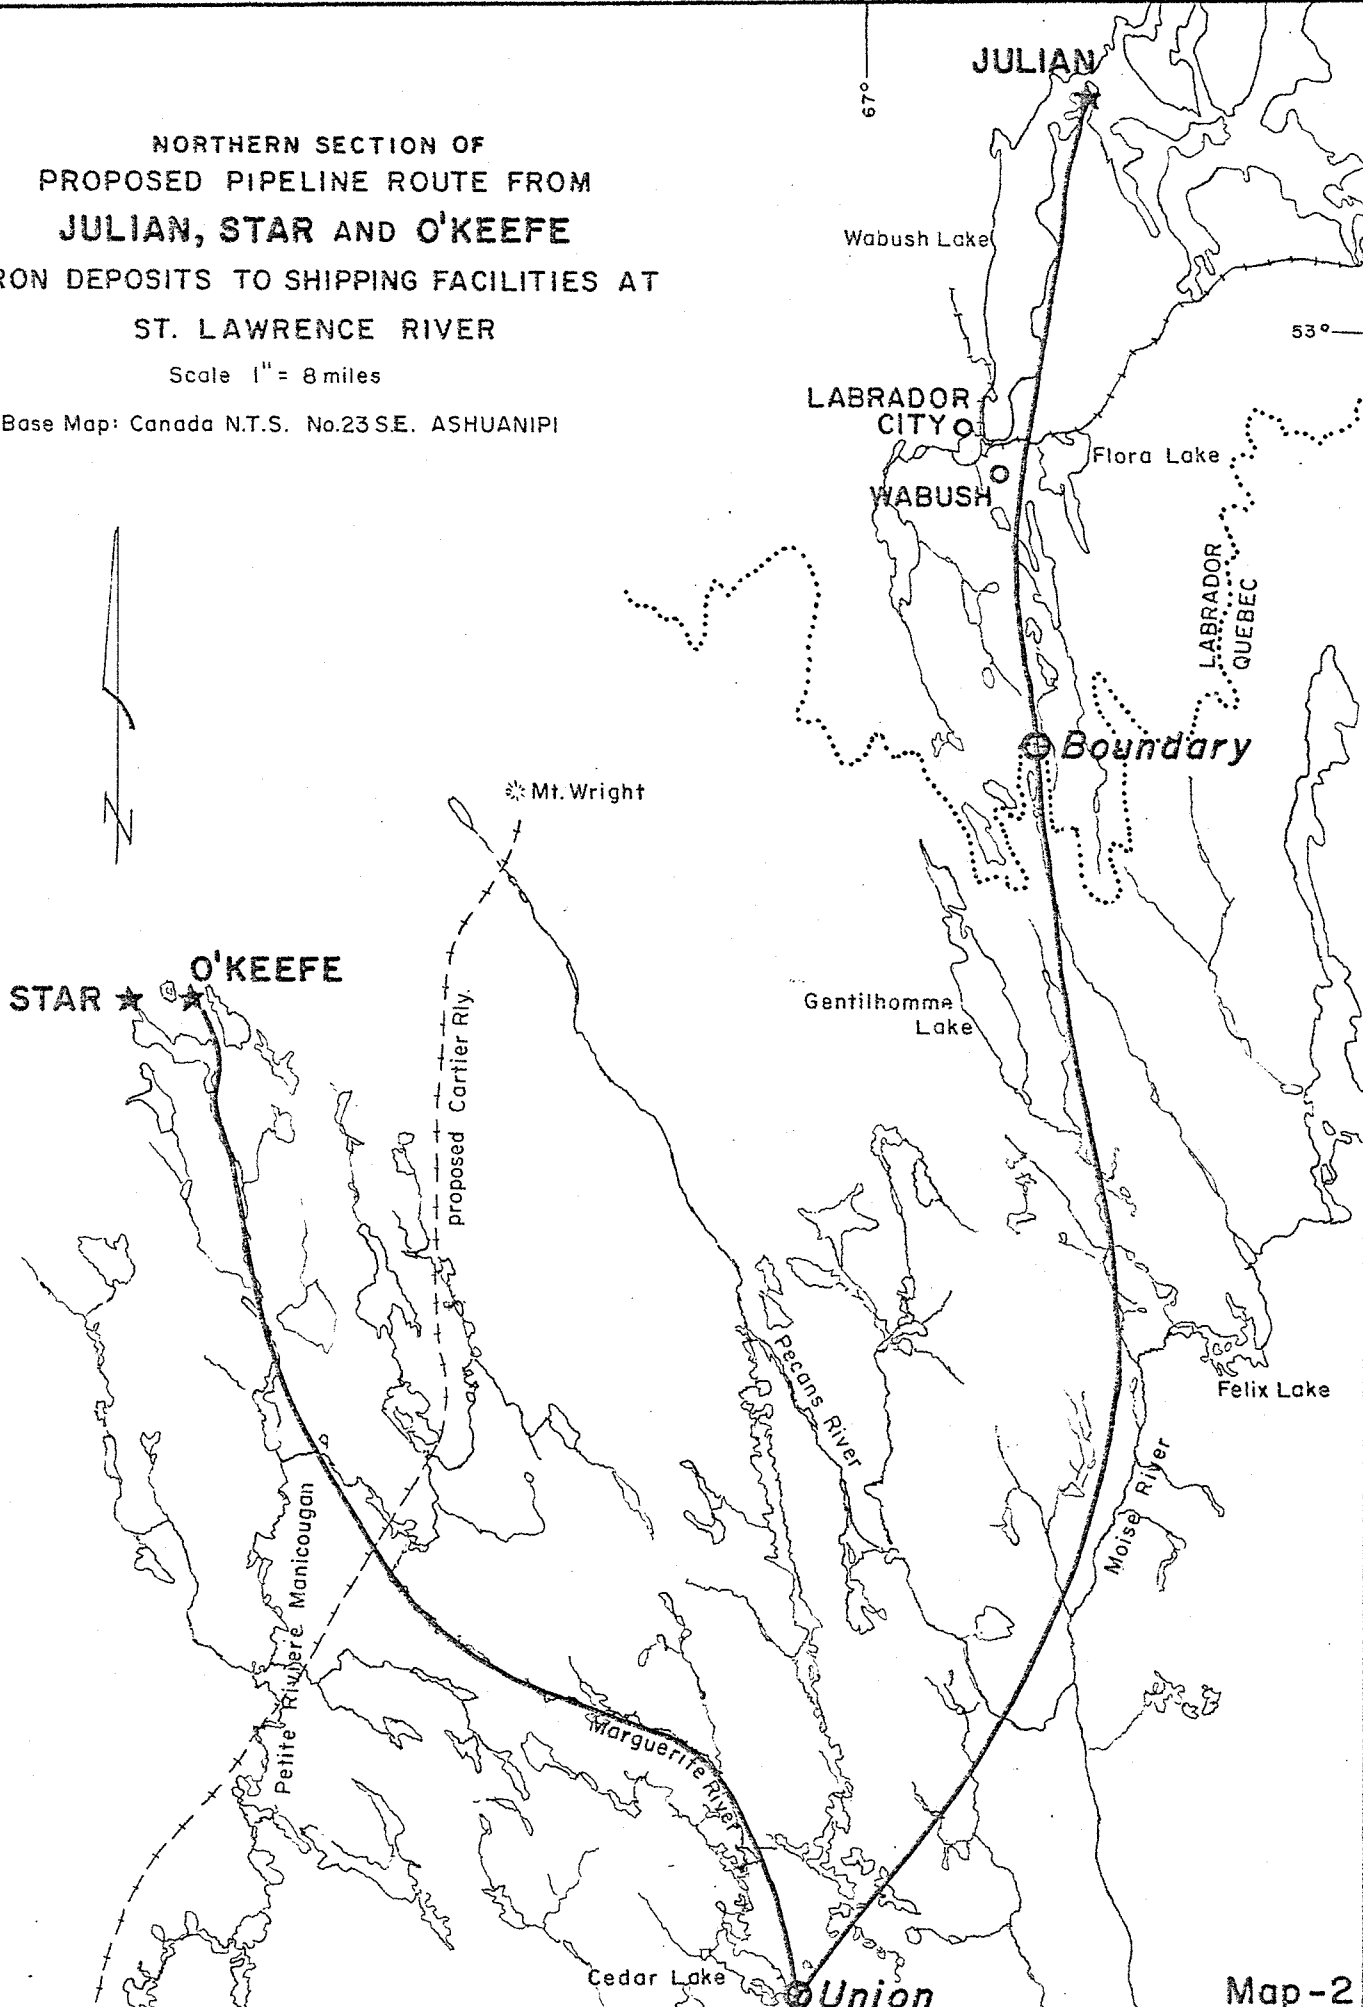 NORTHERN SECTION OF
PROPOSED PIPELINE ROUTE FROM
JULIAN, STAR AND O'KEEFE
RON DEPOSITS TO SHIPPING FACILITIES AT
ST. LAWRENCE RIVER
Scale 1" = 8 miles
Base Map: Canada N.T.S. No.23 S.E. ASHUANIPI
67°
JULIAN
Wabush Lake
53°
LABRADOR
CITY
Flora Lake
WABUSH
LABRADOR
QUEBEC
N
Boundary
Mt. Wright
O'KEEFE
STAR
proposed Cartier Rly.
Gentilhomme
Lake
Pecans River
Felix Lake
Moise River
Petite Riviere Manicougan
Marguerite River
Cedar Lake
Union
Map-2